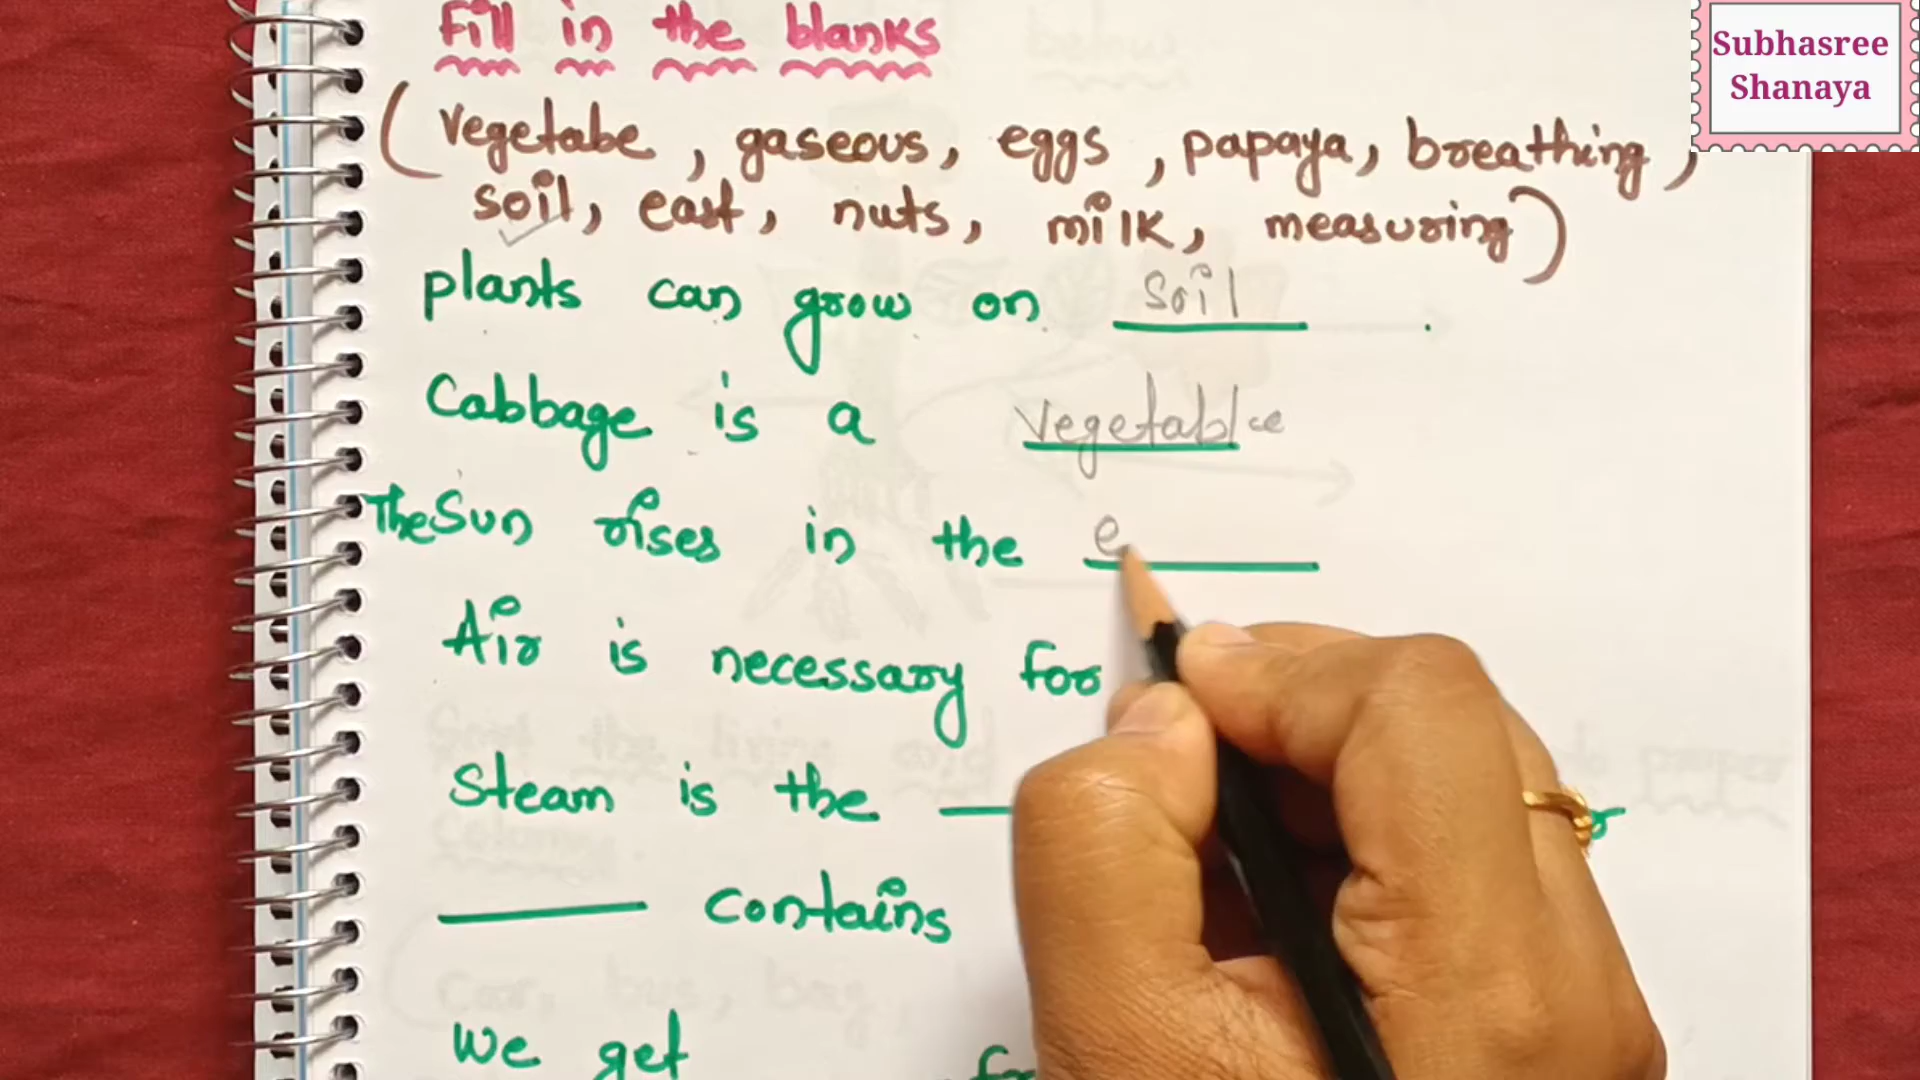 Fill in the blanks
(vegetabe, gaseous, eggs, papaya, breathing,
soil, east, nuts, milk, measuring)
plants can grow on soil.
Cabbage is a vegetable
The Sun rises in the e
Air is necessary for
Steam is the
contains
We get
Subhasree
Shanaya